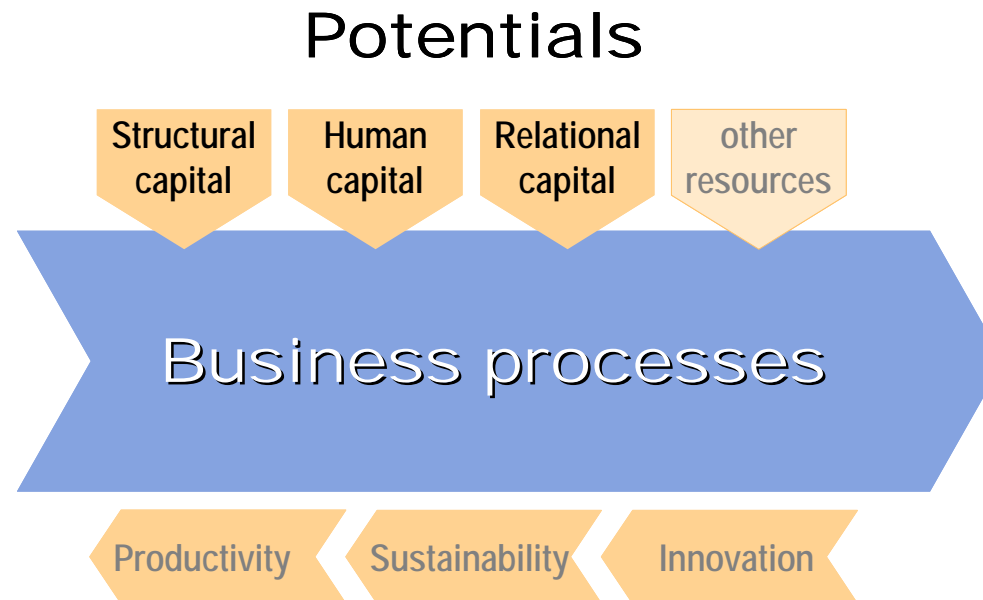 Potentials
Structural
capital
Human
capital
Relational
capital
other
resources
Business processes
Productivity
Sustainability
Innovation